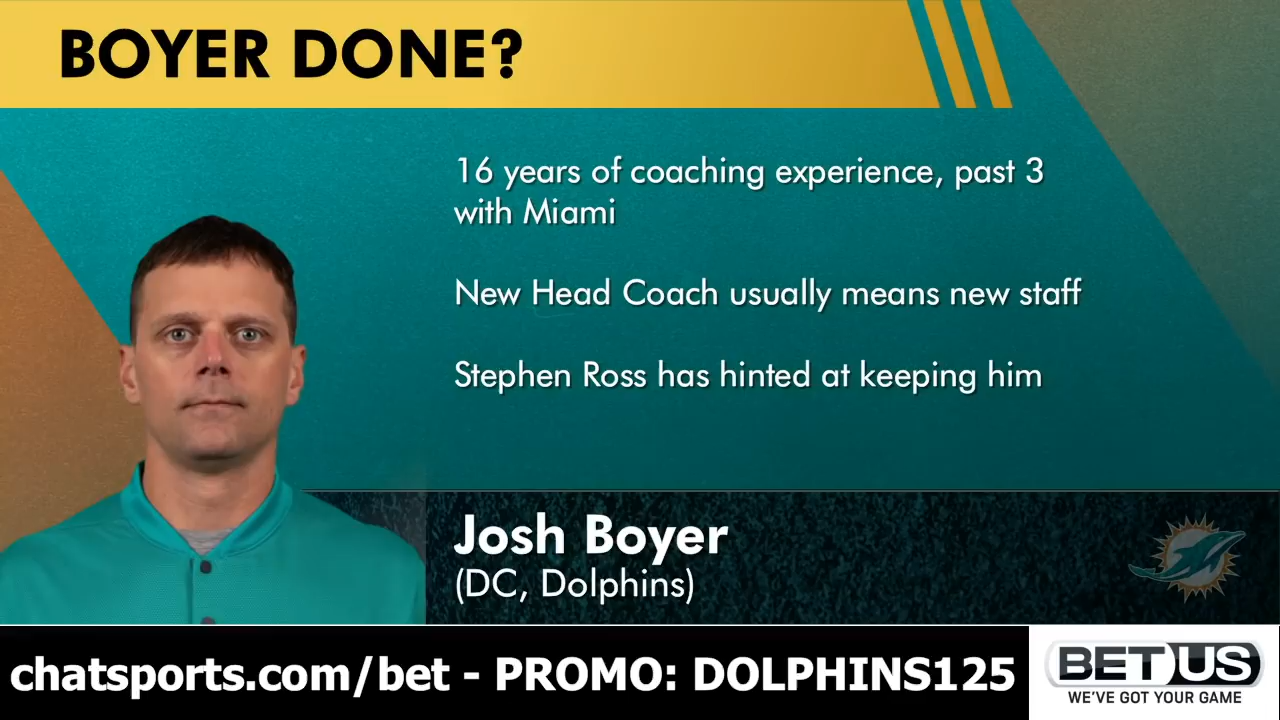 BOYER DONE?
16 years of coaching experience, past 3
with Miami
New Head Coach usually means new staff
Stephen Ross has hinted at keeping him
Josh Boyer
(DC, Dolphins)
chatsports.com/bet - PROMO: DOLPHINS125
BETUS
WE'VE GOT YOUR GAME